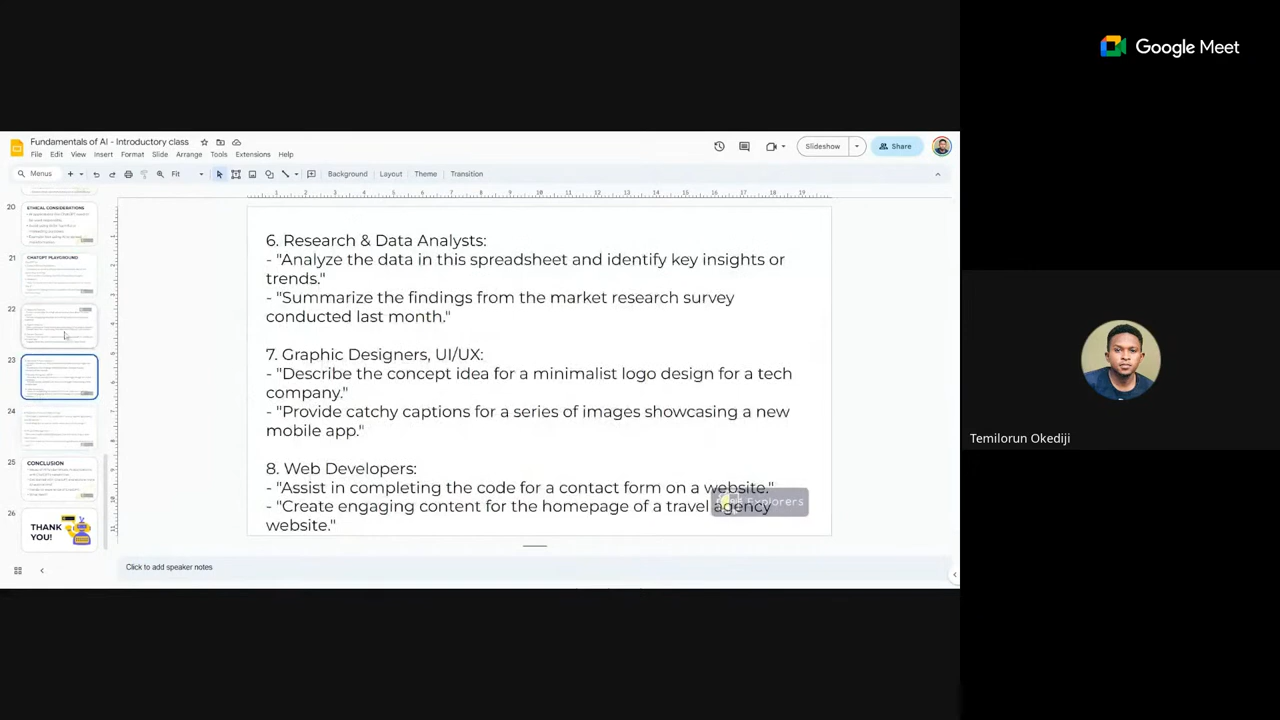 Google Meet
Fundamentals of AI - Introductory class
File Edit View Insert Format Slide Arrange Tools Extensions Help
Slideshow
Share
Menus
Fit
Background Layout Theme Transition
20
ETHICAL CONSIDERATIONS
21
CHATGPT PLAYGROUND
22
23
24
25
CONCLUSION
26
THANK
YOU!
6. Research & Data Analysts:
- "Analyze the data in this spreadsheet and identify key insights or
trends."
- "Summarize the findings from the market research survey
conducted last month."
7. Graphic Designers/UI/UX:
- "Describe the concept for a minimalist logo design for a tech
company."
- "Provide catchy captions for a series of images showcasing a new
mobile app."
8. Web Developers:
- "Assist in completing the code for a contact form on a website."
- "Create engaging content for the homepage of a travel agency
website."
Explorers
Click to add speaker notes
Temilorun Okediji